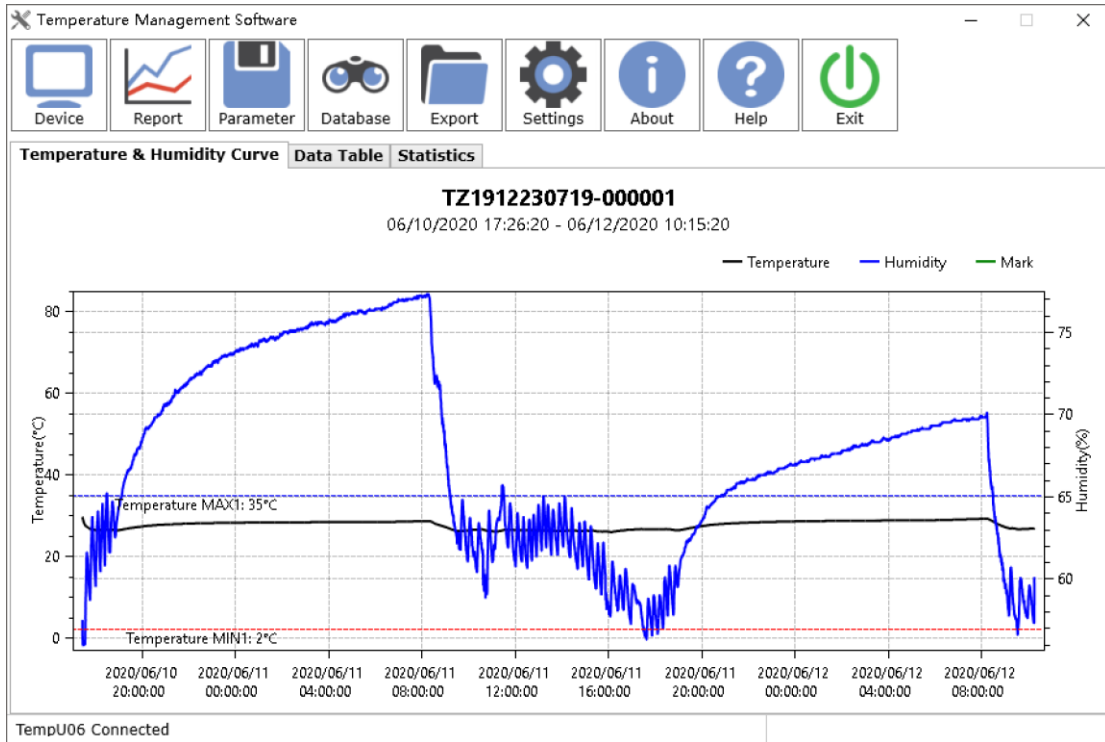 Temperature Management Software
Device Report Parameter Database Export Settings About Help Exit
Temperature & Humidity Curve Data Table Statistics
TZ1912230719-000001
06/10/2020 17:26:20 - 06/12/2020 10:15:20
Temperature Humidity Mark
80
75
60
70
Temperature(°C)
Humidity(%)
40
Temperature MAX1: 35°C
65
20
60
0
Temperature MIN1: 2°C
2020/06/10 2020/06/11 2020/06/11 2020/06/11 2020/06/11 2020/06/11 2020/06/11 2020/06/12 2020/06/12 2020/06/12
20:00:00 00:00:00 04:00:00 08:00:00 12:00:00 16:00:00 20:00:00 00:00:00 04:00:00 08:00:00
TempU06 Connected